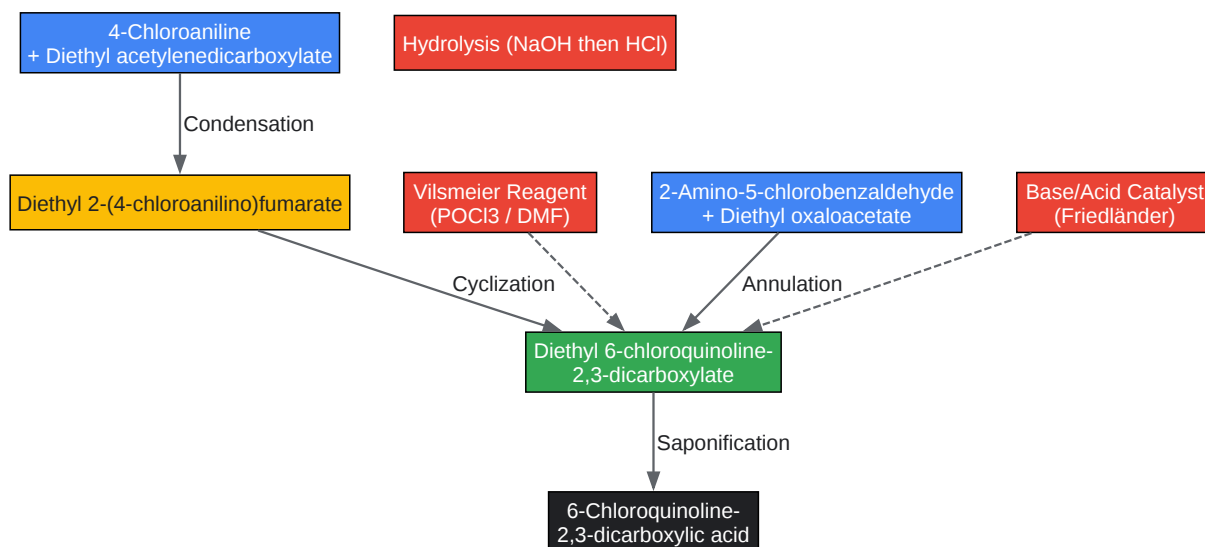 4-Chloroaniline
+ Diethyl acetylenedicarboxylate
Hydrolysis (NaOH then HCl)
Condensation
Diethyl 2-(4-chloroanilino)fumarate
Vilsmeier Reagent
(POCl3 / DMF)
2-Amino-5-chlorobenzaldehyde
+ Diethyl oxaloacetate
Base/Acid Catalyst
(Friedländer)
Cyclization
Annulation
Diethyl 6-chloroquinoline-
2,3-dicarboxylate
Saponification
6-Chloroquinoline-
2,3-dicarboxylic acid